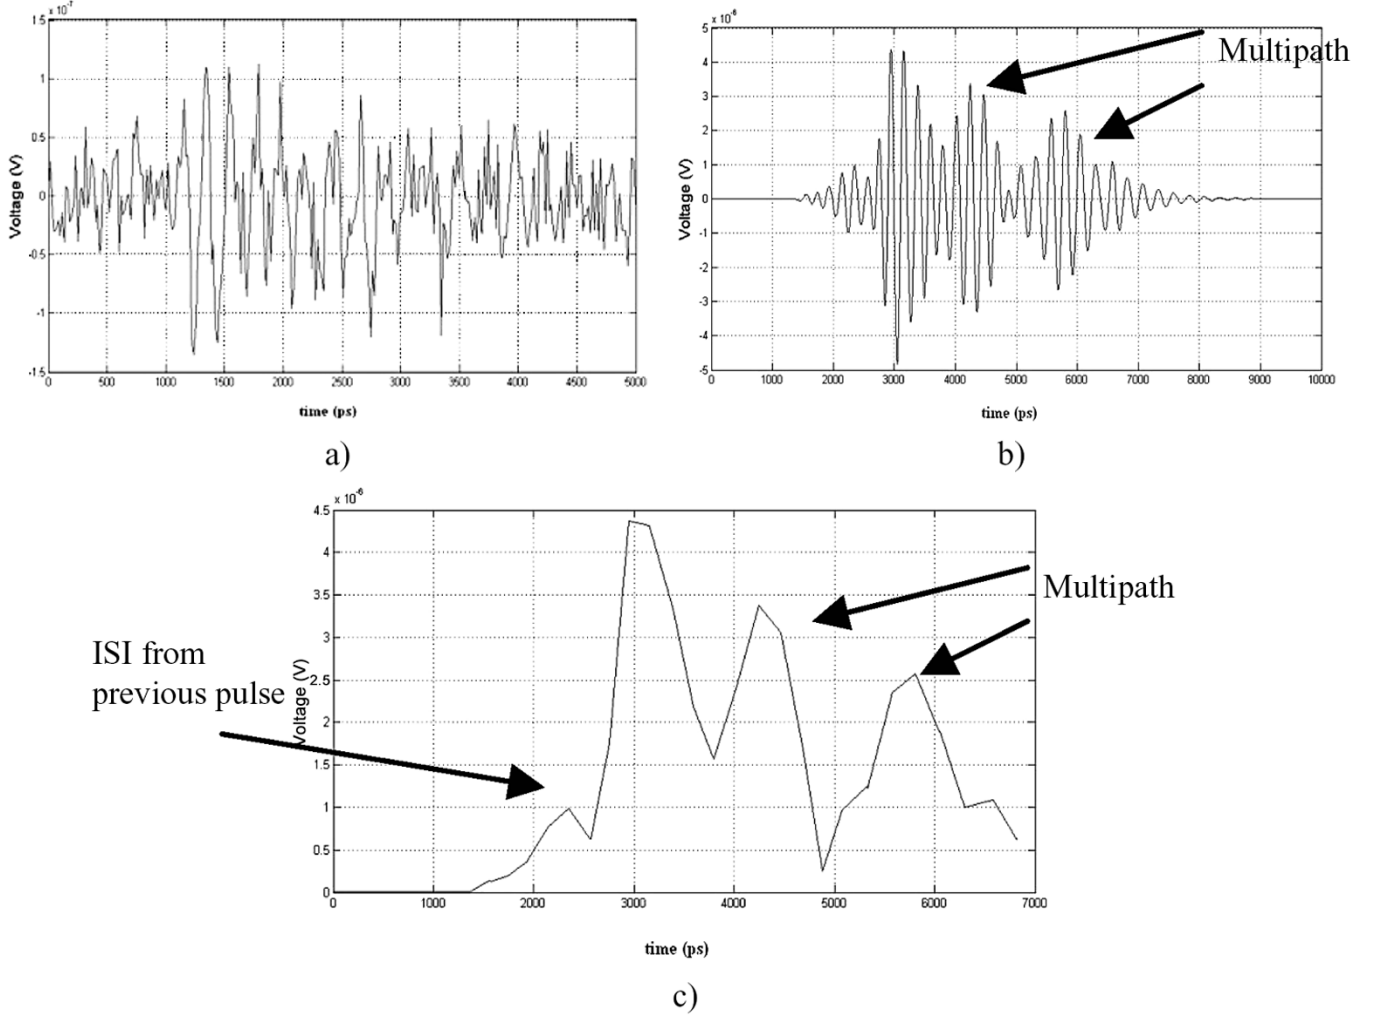 1.5 x 10⁻⁷
1
0.5
0
-0.5
-1
-1.5
Voltage (V)
0 500 1000 1500 2000 2500 3000 3500 4000 4500 5000
time (ps)
a)
5 x 10⁻⁶
4
3
2
1
0
-1
-2
-3
-4
-5
Voltage (V)
Multipath
0 1000 2000 3000 4000 5000 6000 7000 8000 9000 10000
time (ps)
b)
x 10⁻⁶
4.5
4
3.5
3
2.5
2
1.5
1
0.5
0
Voltage (V)
ISI from
previous pulse
Multipath
0 1000 2000 3000 4000 5000 6000 7000
time (ps)
c)